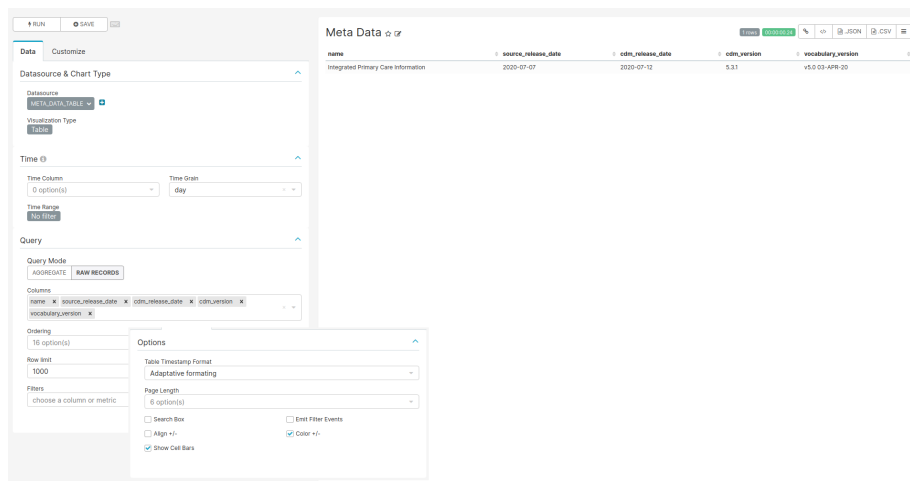 RUN
SAVE
Data
Customize
Datasource & Chart Type
Datasource
META_DATA_TABLE
Visualization Type
Table
Time
Time Column
Time Grain
0 option(s)
day
Time Range
No filter
Query
Query Mode
AGGREGATE
RAW RECORDS
Columns
name x source_release_date x cdm_release_date x cdm_version x
vocabulary_version x
Ordering
16 option(s)
Row limit
1000
Filters
choose a column or metric
Options
Table Timestamp Format
Adaptative formating
Page Length
6 option(s)
Search Box
Emit Filter Events
Align +/-
Color +/-
Show Cell Bars
Meta Data
1 rows
00:00:00.24
</>
.JSON
.CSV
name source_release_date cdm_release_date cdm_version vocabulary_version
Integrated Primary Care Information 2020-07-07 2020-07-12 5.3.1 v5.0 03-APR-20